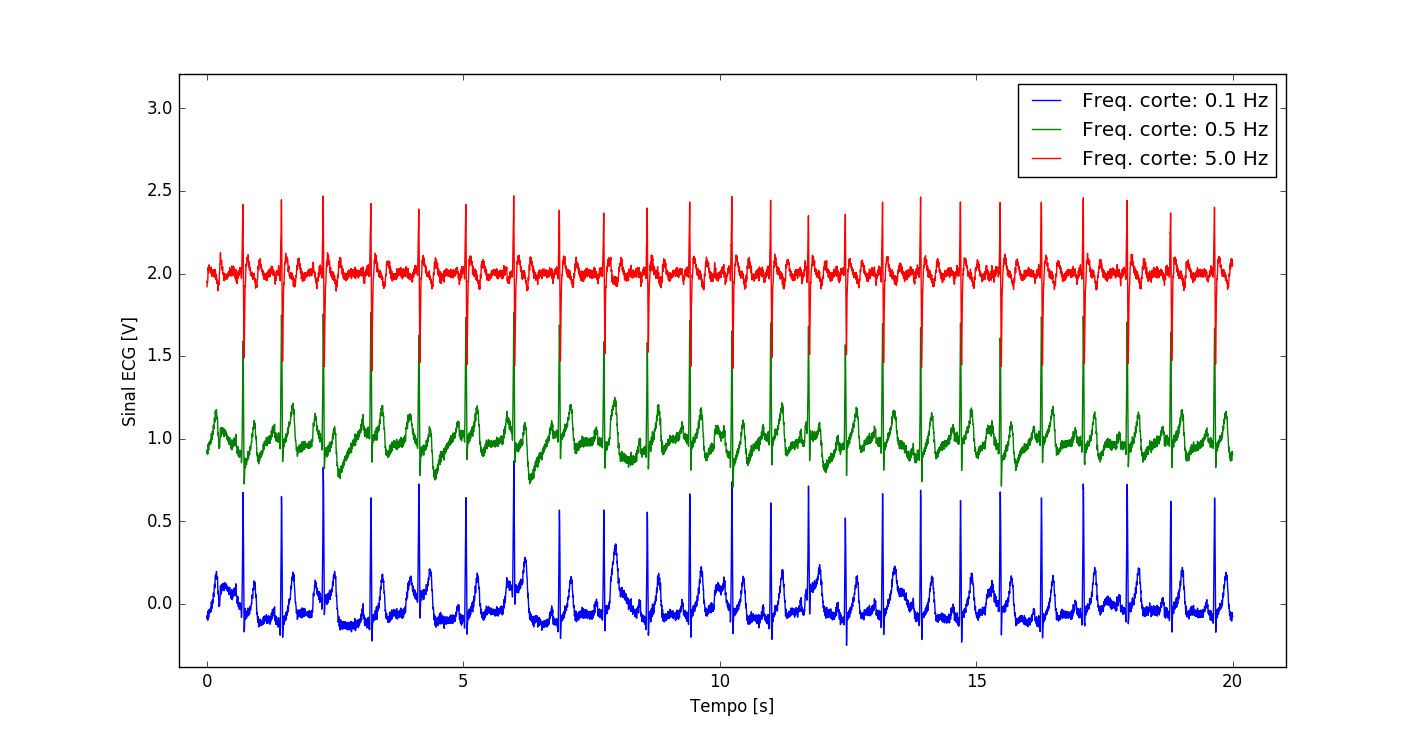 Freq. corte: 0.1 Hz
Freq. corte: 0.5 Hz
Freq. corte: 5.0 Hz
3.0
2.5
2.0
1.5
1.0
0.5
0.0
Sinal ECG [V]
0 5 10 15 20
Tempo [s]